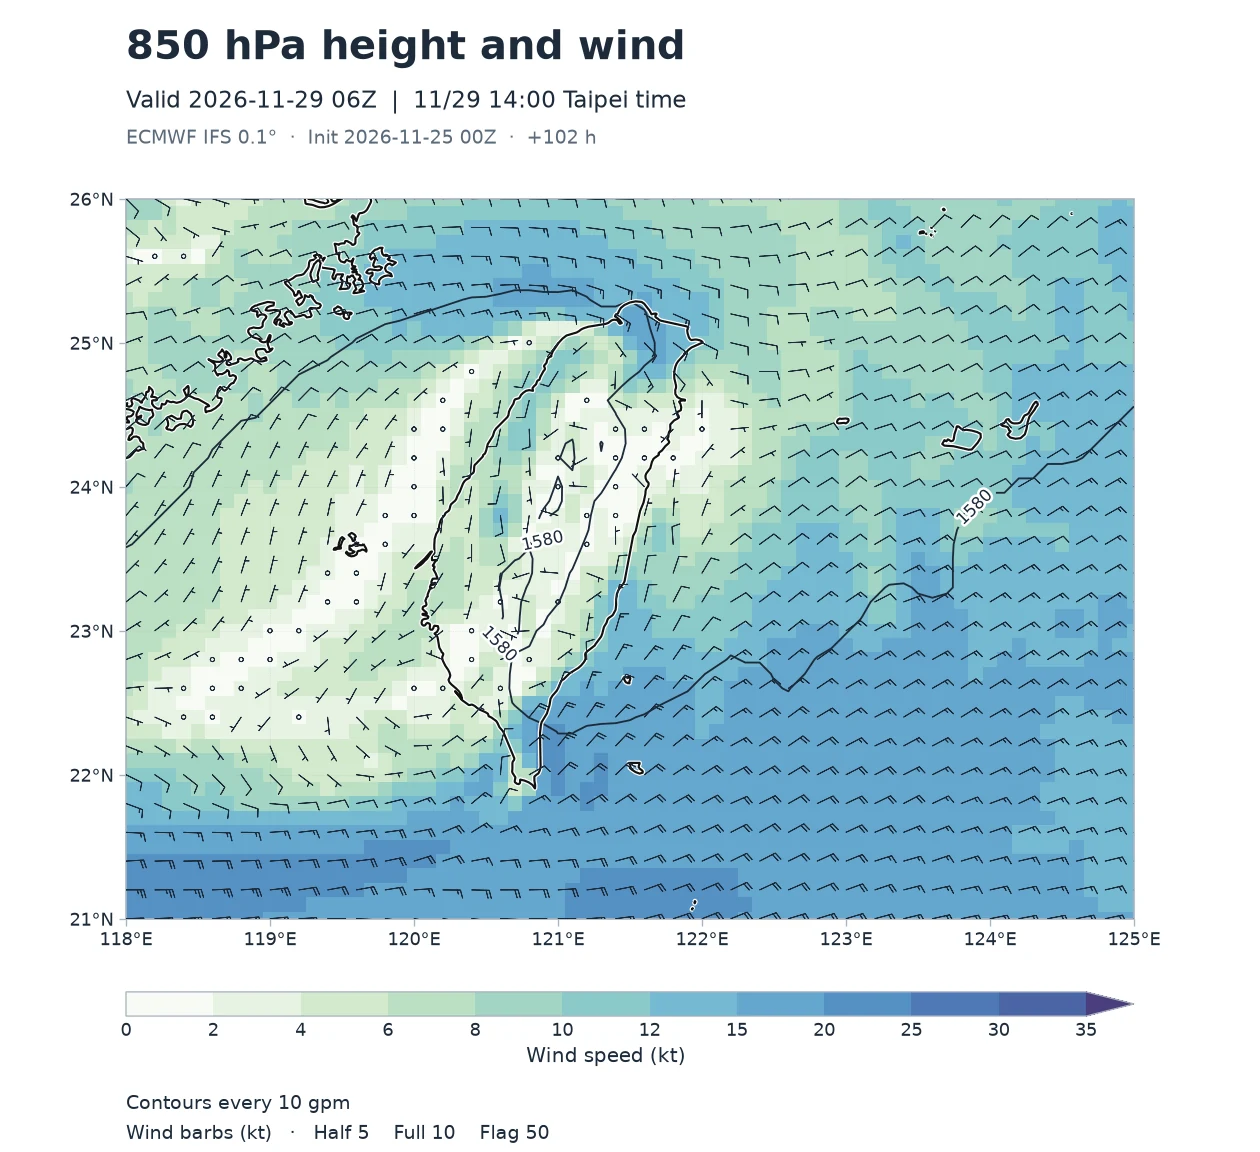 850 hPa height and wind
Valid 2026-11-29 06Z | 11/29 14:00 Taipei time
ECMWF IFS 0.1° · Init 2026-11-25 00Z · +102 h
26°N
25°N
24°N
23°N
22°N
21°N
1580
1580
1580
118°E 119°E 120°E 121°E 122°E 123°E 124°E 125°E
0 2 4 6 8 10 12 15 20 25 30 35
Wind speed (kt)
Contours every 10 gpm
Wind barbs (kt) · Half 5 Full 10 Flag 50